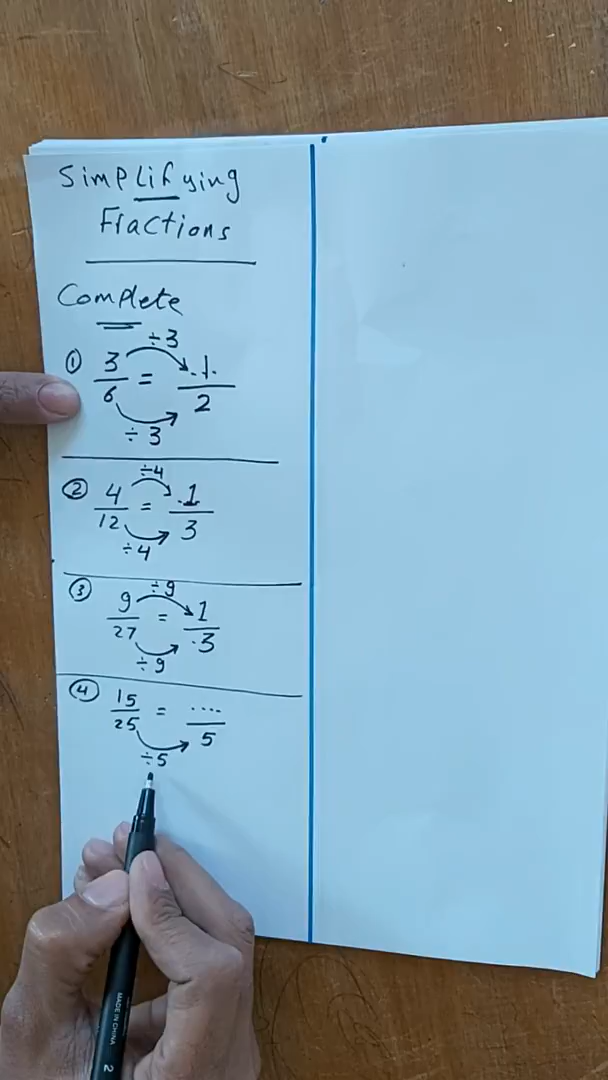 Simplifying
Fractions
Complete
① 3/6 = .1./2
÷3
÷3
② 4/12 = .1/3
÷4
÷4
③ 9/27 = 1/.3
÷9
÷9
④ 15/25 = ..../5
÷5
MADE IN CHINA
2